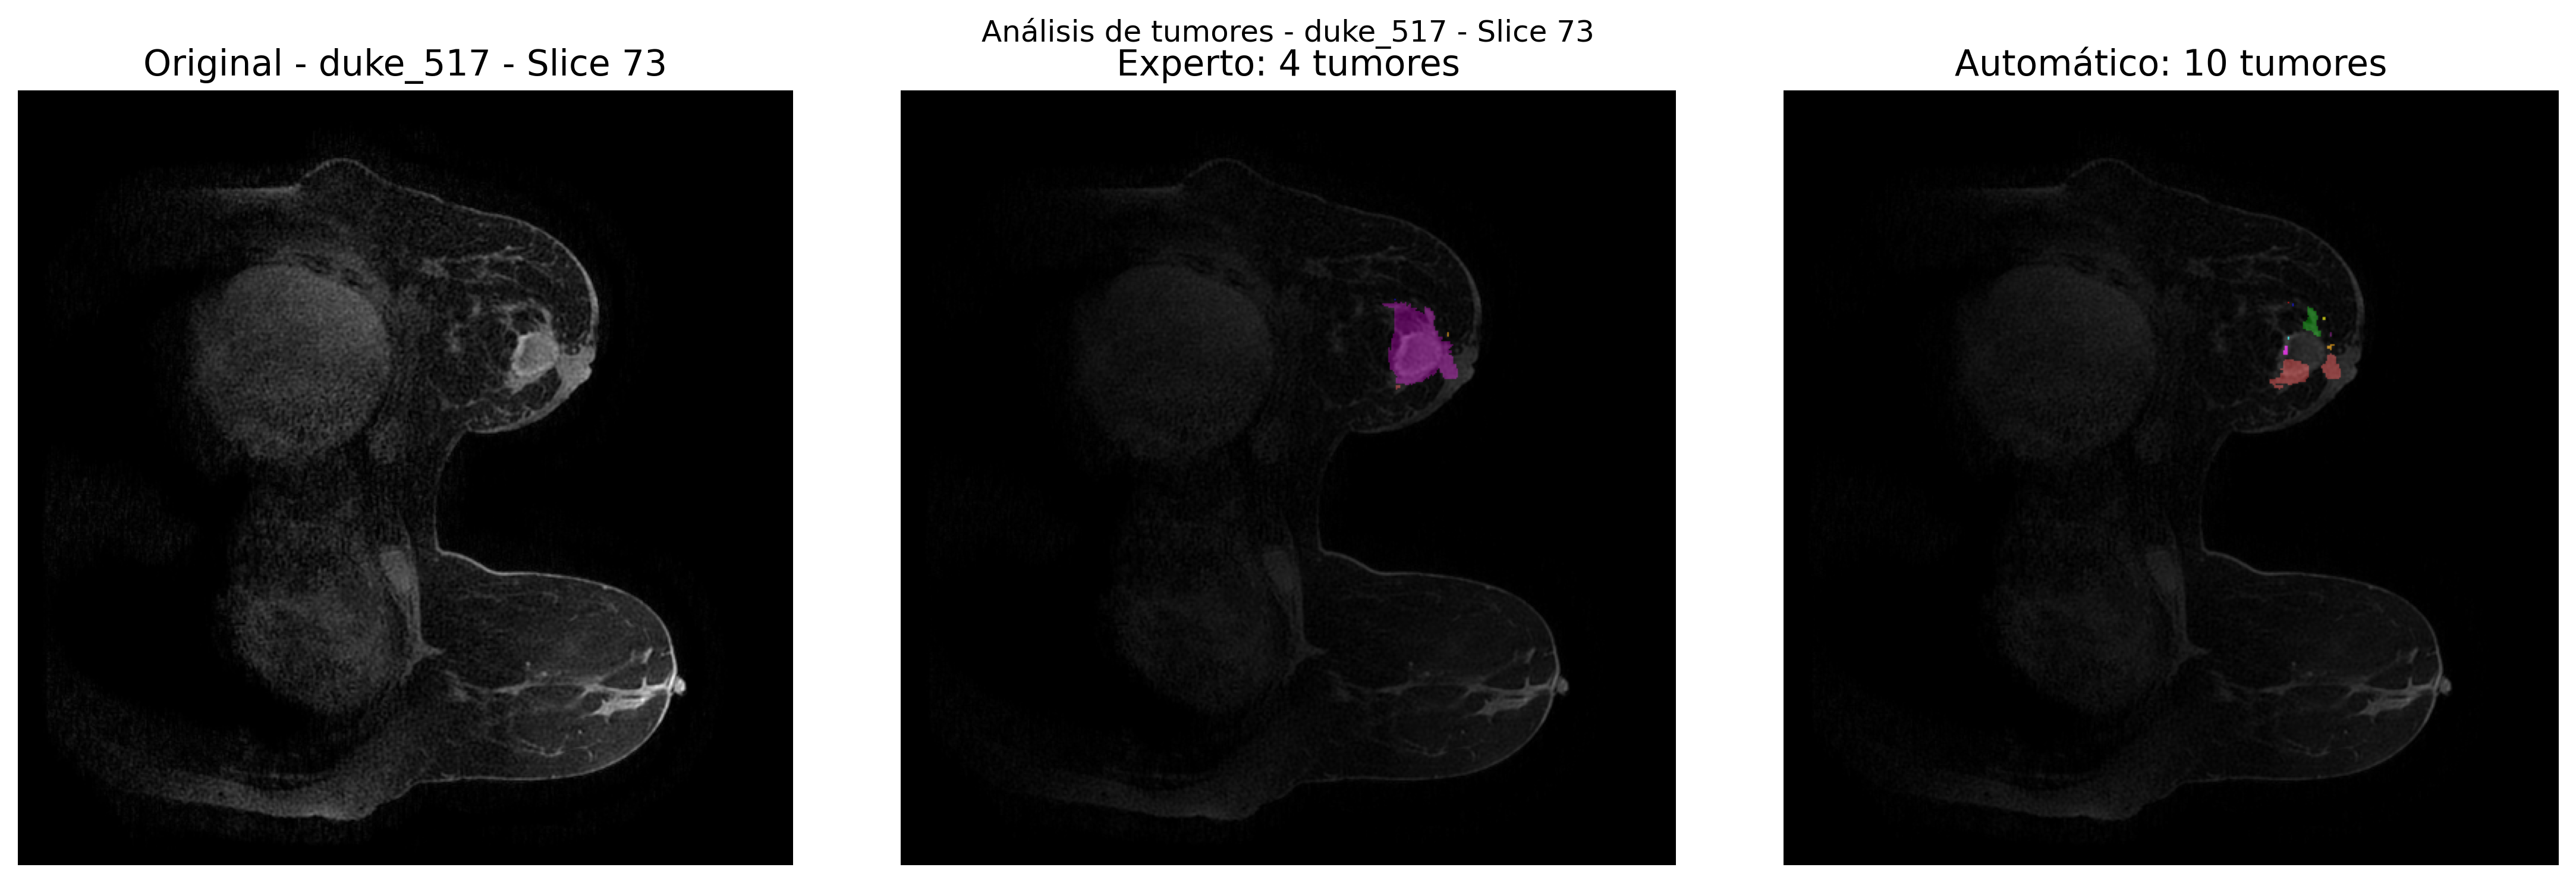 Análisis de tumores - duke_517 - Slice 73
Original - duke_517 - Slice 73
Experto: 4 tumores
Automático: 10 tumores